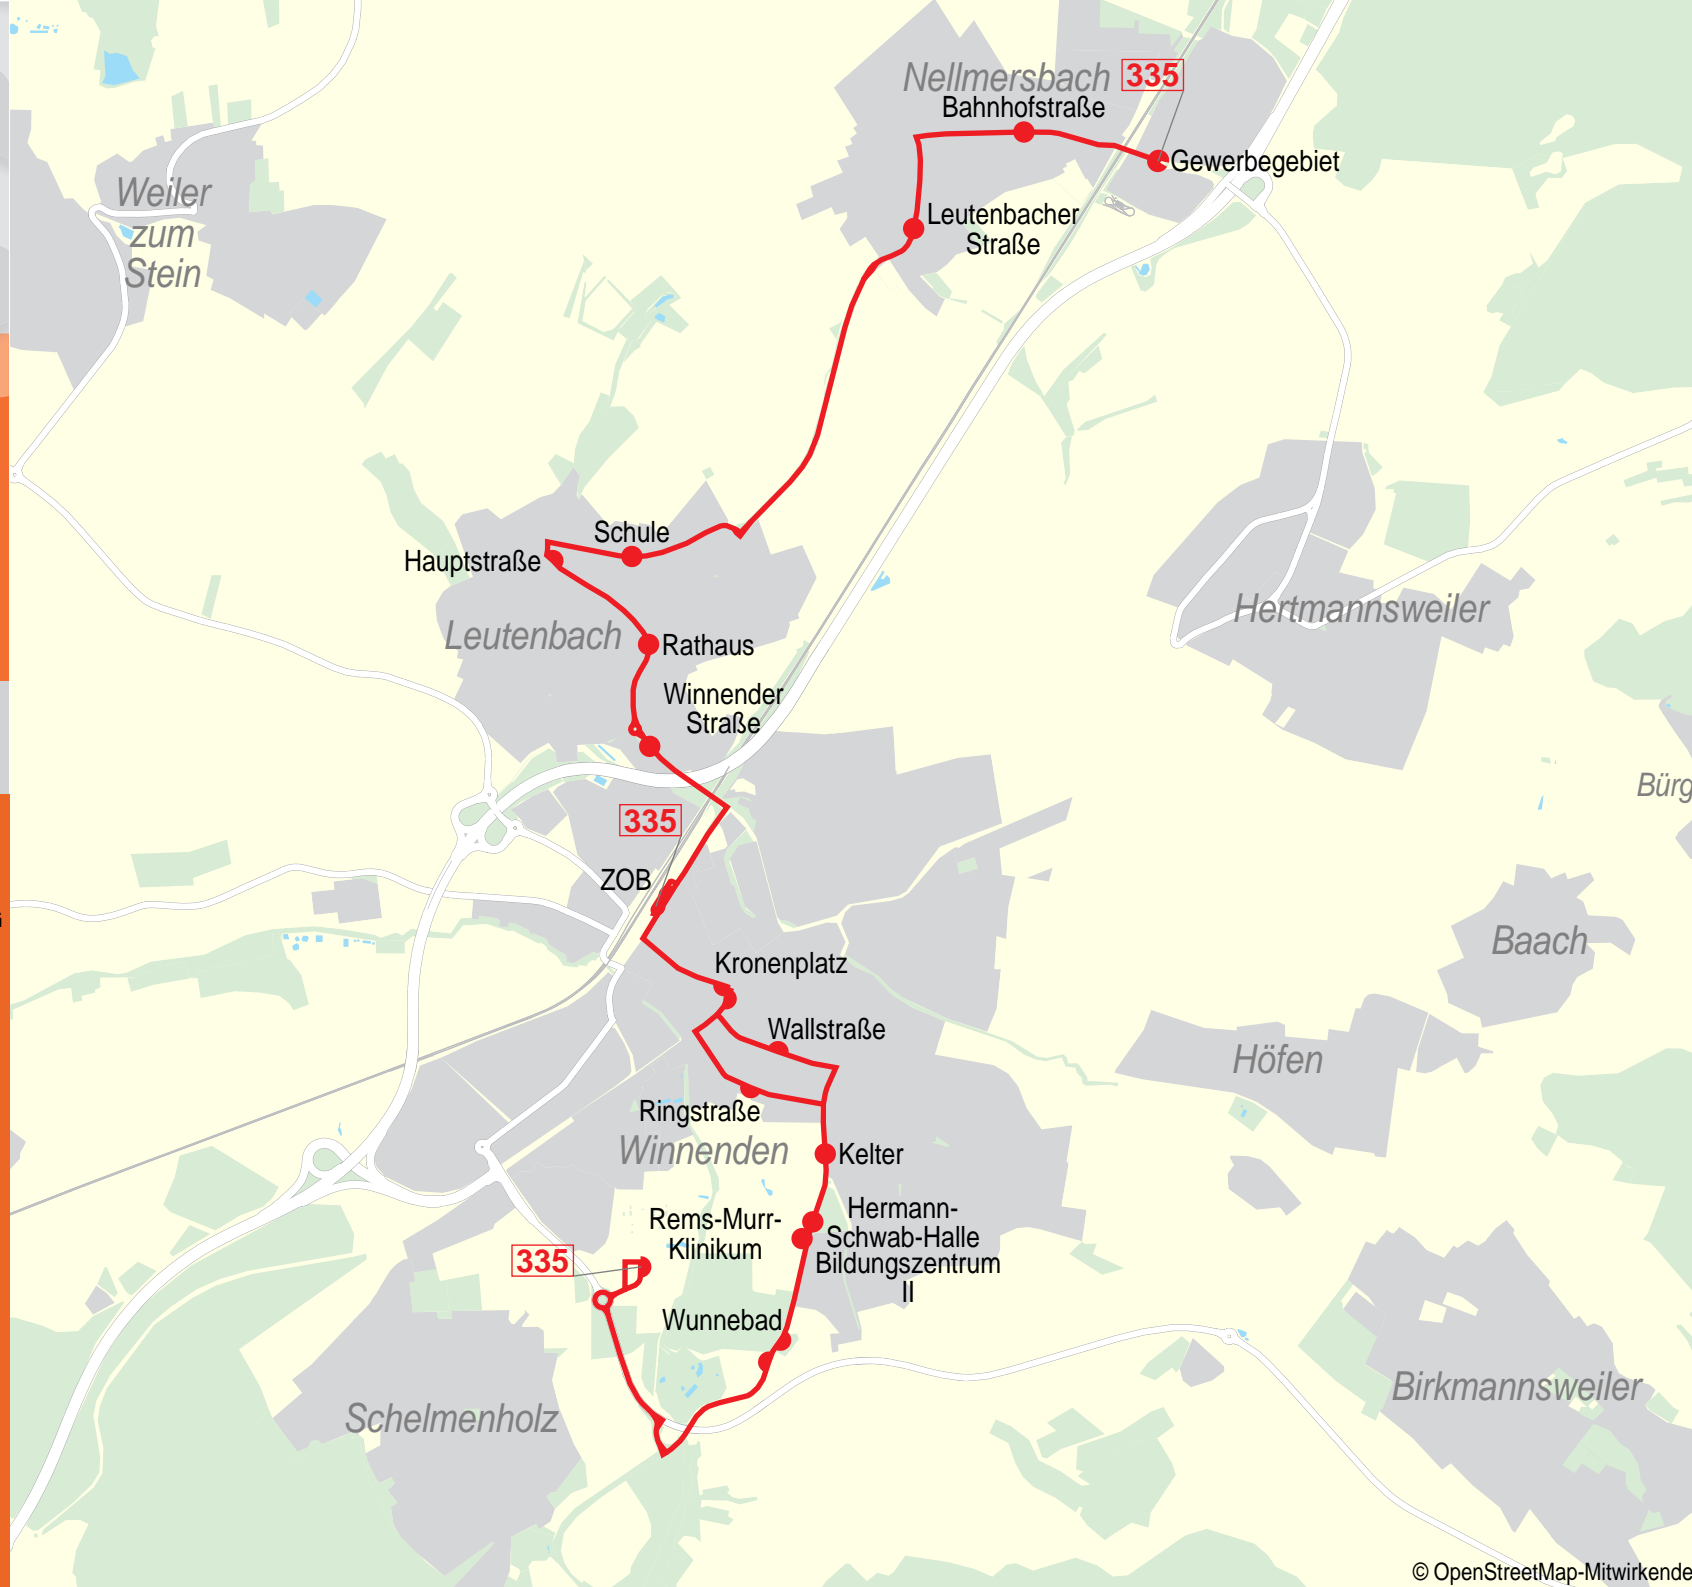 Nellmersbach
335
Bahnhofstraße
Gewerbegebiet
Leutenbacher
Straße
Weiler
zum
Stein
Schule
Hauptstraße
Leutenbach
Rathaus
Winnender
Straße
Hertmannsweiler
Bürg
335
ZOB
Baach
Kronenplatz
Wallstraße
Höfen
Ringstraße
Winnenden
Kelter
Rems-Murr-
Klinikum
Hermann-
Schwab-Halle
Bildungszentrum
II
335
Wunnebad
Birkmannsweiler
Schelmenholz
© OpenStreetMap-Mitwirkende